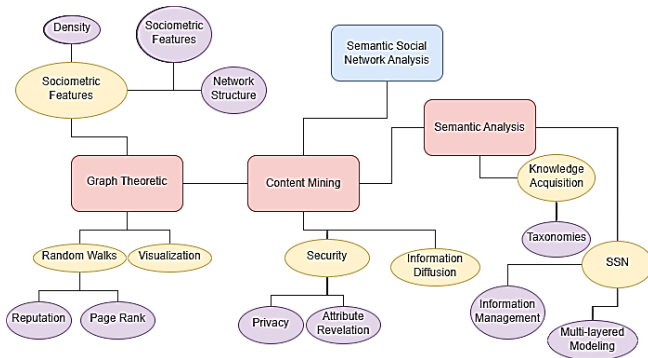 Density
Sociometric
Features
Semantic Social
Network Analysis
Sociometric
Features
Network
Structure
Semantic Analysis
Graph Theoretic
Content Mining
Knowledge
Acquisition
Taxonomies
Random Walks
Visualization
Security
Information
Diffusion
SSN
Reputation
Page Rank
Privacy
Attribute
Revelation
Information
Management
Multi-layered
Modeling